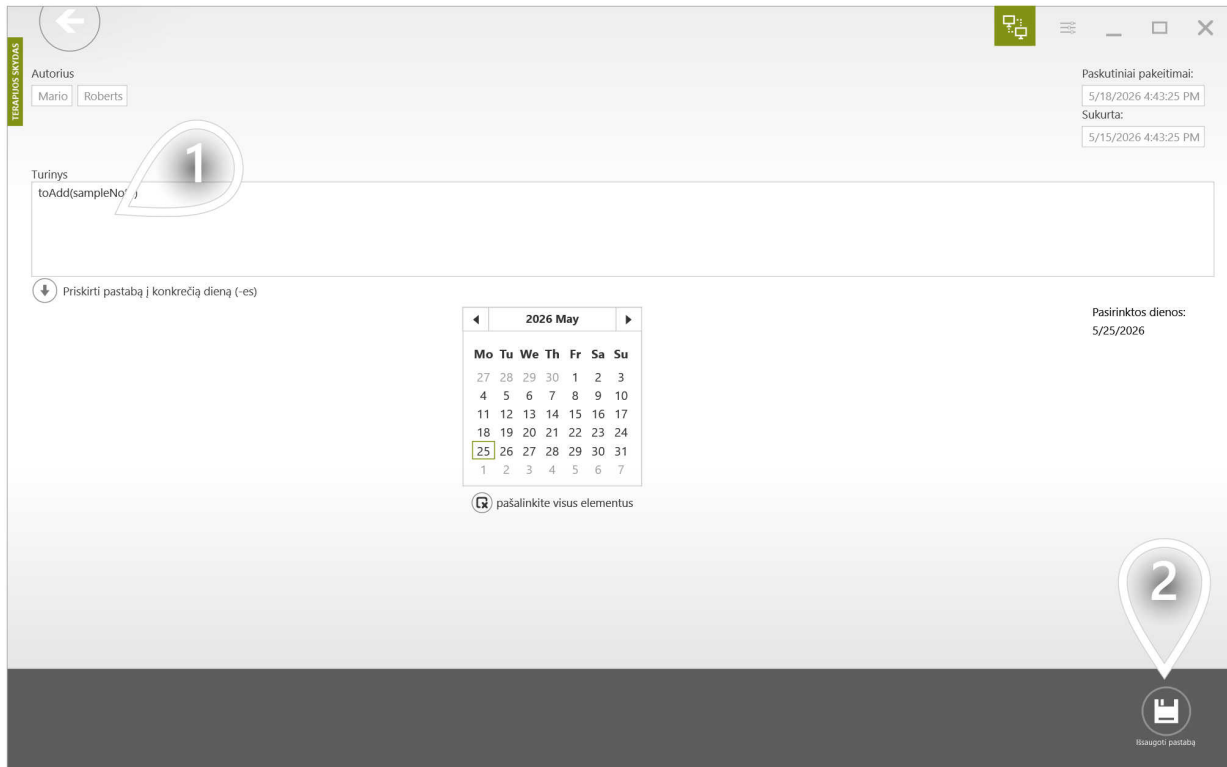 TERAPIJOS SKYDAS
Autorius
Mario Roberts
Paskutiniai pakeitimai:
5/18/2026 4:43:25 PM
Sukurta:
5/15/2026 4:43:25 PM
1
Turinys
Priskirti pastabą į konkrečią dieną (-es)
2026 May
Mo Tu We Th Fr Sa Su
27 28 29 30 1 2 3
4 5 6 7 8 9 10
11 12 13 14 15 16 17
18 19 20 21 22 23 24
25 26 27 28 29 30 31
1 2 3 4 5 6 7
pašalinkite visus elementus
Pasirinktos dienos:
5/25/2026
2
Išsaugoti pastabą